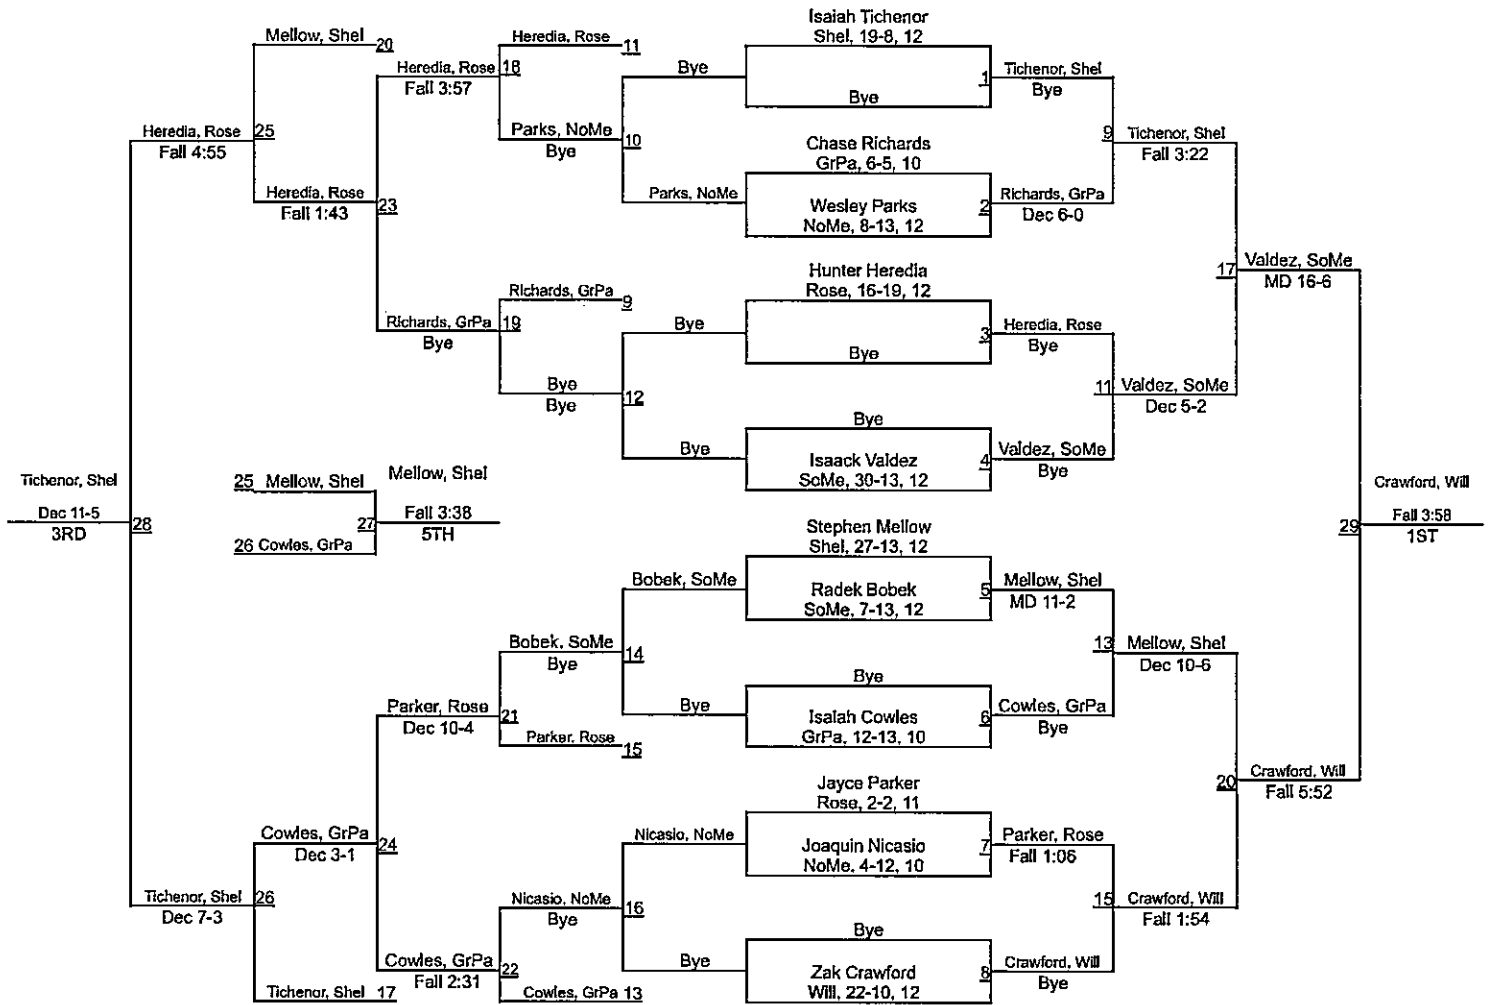 Isaiah Tichenor
Shel, 19-8, 12
Bye
1
Chase Richards
GrPa, 6-5, 10
Wesley Parks
NoMe, 8-13, 12
2
Hunter Heredia
Rose, 16-19, 12
Bye
3
Bye
Isaack Valdez
SoMe, 30-13, 12
4
Stephen Mellow
Shel, 27-13, 12
Radek Bobek
SoMe, 7-13, 12
5
Bye
Isaiah Cowles
GrPa, 12-13, 10
6
Jayce Parker
Rose, 2-2, 11
Joaquin Nicasio
NoMe, 4-12, 10
7
Bye
Zak Crawford
Will, 22-10, 12
8
Tichenor, Shel
Bye
9
Richards, GrPa
Dec 6-0
Heredia, Rose
Bye
11
Valdez, SoMe
Bye
Mellow, Shel
MD 11-2
13
Cowles, GrPa
Bye
Parker, Rose
Fall 1:06
15
Crawford, Will
Bye
Tichenor, Shel
Fall 3:22
17
Valdez, SoMe
Dec 5-2
Mellow, Shel
Dec 10-6
20
Crawford, Will
Fall 1:54
Valdez, SoMe
MD 16-6
29
Crawford, Will
Fall 5:52
Crawford, Will
Fall 3:58
1ST
Bye
10
Parks, NoMe
Bye
12
Bye
Bobek, SoMe
14
Bye
Nicasio, NoMe
16
Bye
Heredia, Rose 11
18
Parks, NoMe
Bye
Richards, GrPa 9
19
Bye
Bye
Bobek, SoMe
Bye
21
Parker, Rose 15
Nicasio, NoMe
Bye
22
Cowles, GrPa 13
Heredia, Rose
Fall 3:57
23
Richards, GrPa
Bye
Parker, Rose
Dec 10-4
24
Cowles, GrPa
Fall 2:31
Mellow, Shel 20
25
Heredia, Rose
Fall 1:43
Cowles, GrPa
Dec 3-1
26
Tichenor, Shel 17
Heredia, Rose
Fall 4:55
28
Tichenor, Shel
Dec 7-3
Tichenor, Shel
Dec 11-5
3RD
25 Mellow, Shel
27
26 Cowles, GrPa
Mellow, Shel
Fall 3:38
5TH